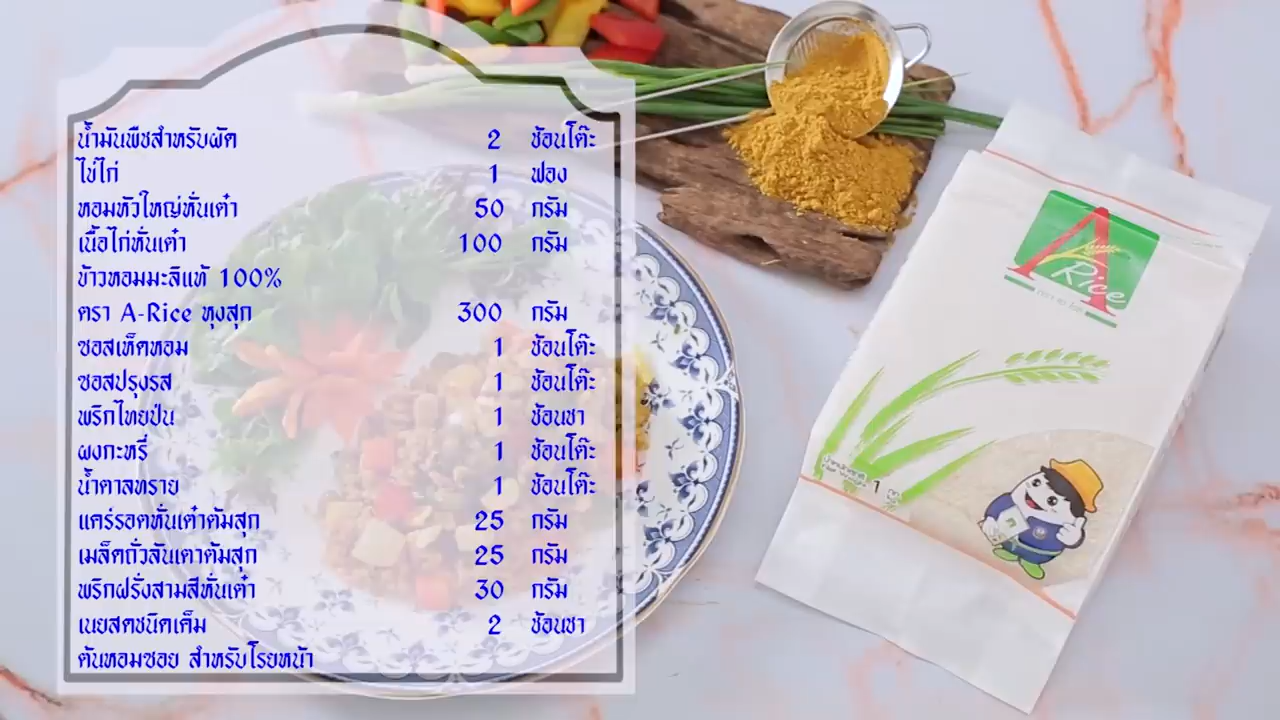 น้ำมันพืชสำหรับผัด 2 ช้อนโต๊ะ
ไข่ไก่ 1 ฟอง
หอมหัวใหญ่หั่นเต๋า 50 กรัม
เนื้อไก่หั่นเต๋า 100 กรัม
ข้าวหอมมะลิแท้ 100%
ตรา A-Rice หุงสุก 300 กรัม
ซอสเห็ดหอม 1 ช้อนโต๊ะ
ซอสปรุงรส 1 ช้อนโต๊ะ
พริกไทยป่น 1 ช้อนชา
ผงกะหรี่ 1 ช้อนโต๊ะ
น้ำตาลทราย 1 ช้อนโต๊ะ
แคร์รอตหั่นเต๋าต้มสุก 25 กรัม
เมล็ดถั่วลันเตาต้มสุก 25 กรัม
พริกฝรั่งสามสีหั่นเต๋า 30 กรัม
เนยสดชนิดเค็ม 2 ช้อนชา
ต้นหอมซอย สำหรับโรยหน้า
A Rice
1